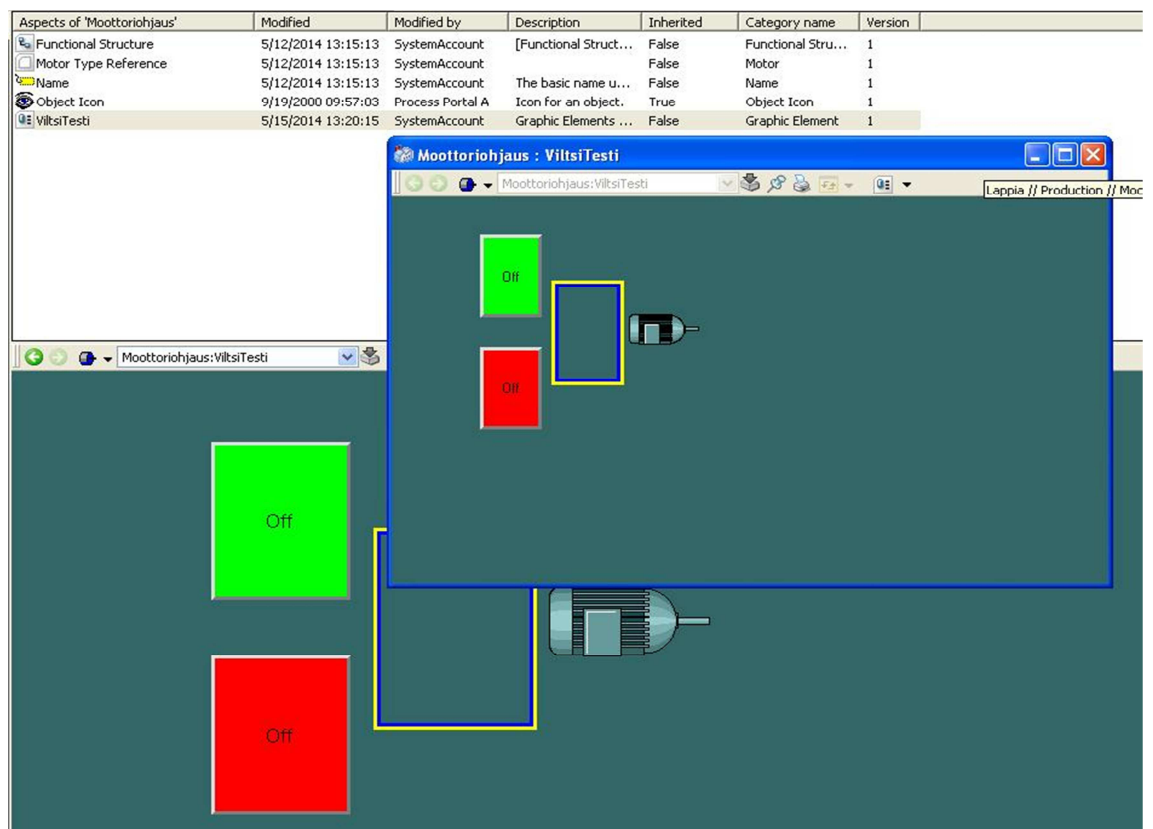 Aspects of 'Moottoriohjaus' Modified Modified by Description Inherited Category name Version
Functional Structure 5/12/2014 13:15:13 SystemAccount [Functional Struct... False Functional Stru... 1
Motor Type Reference 5/12/2014 13:15:13 SystemAccount False Motor 1
Name 5/12/2014 13:15:13 SystemAccount The basic name u... False Name 1
Object Icon 9/19/2000 09:57:03 Process Portal A Icon for an object. True Object Icon 1
ViltsiTesti 5/15/2014 13:20:15 SystemAccount Graphic Elements ... False Graphic Element 1
Moottoriohjaus : ViltsiTesti
Moottoriohjaus:ViltsiTesti
Lappia // Production // Moo
Off
Off
Moottoriohjaus:ViltsiTesti
Off
Off